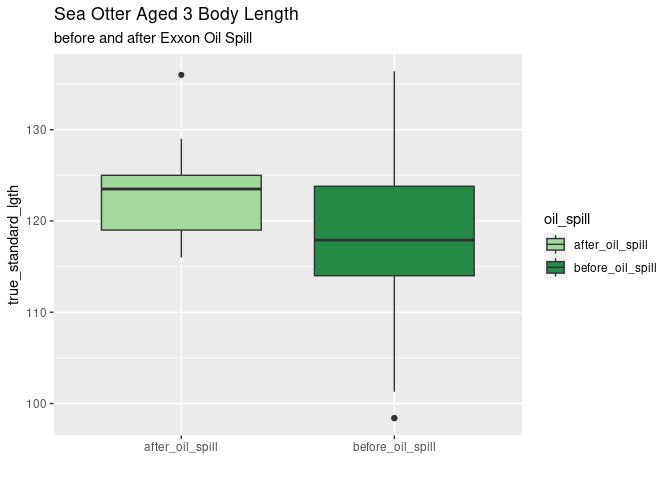 Sea Otter Aged 3 Body Length
before and after Exxon Oil Spill
true_standard_lgth
130
120
110
100
after_oil_spill
before_oil_spill
oil_spill
after_oil_spill
before_oil_spill